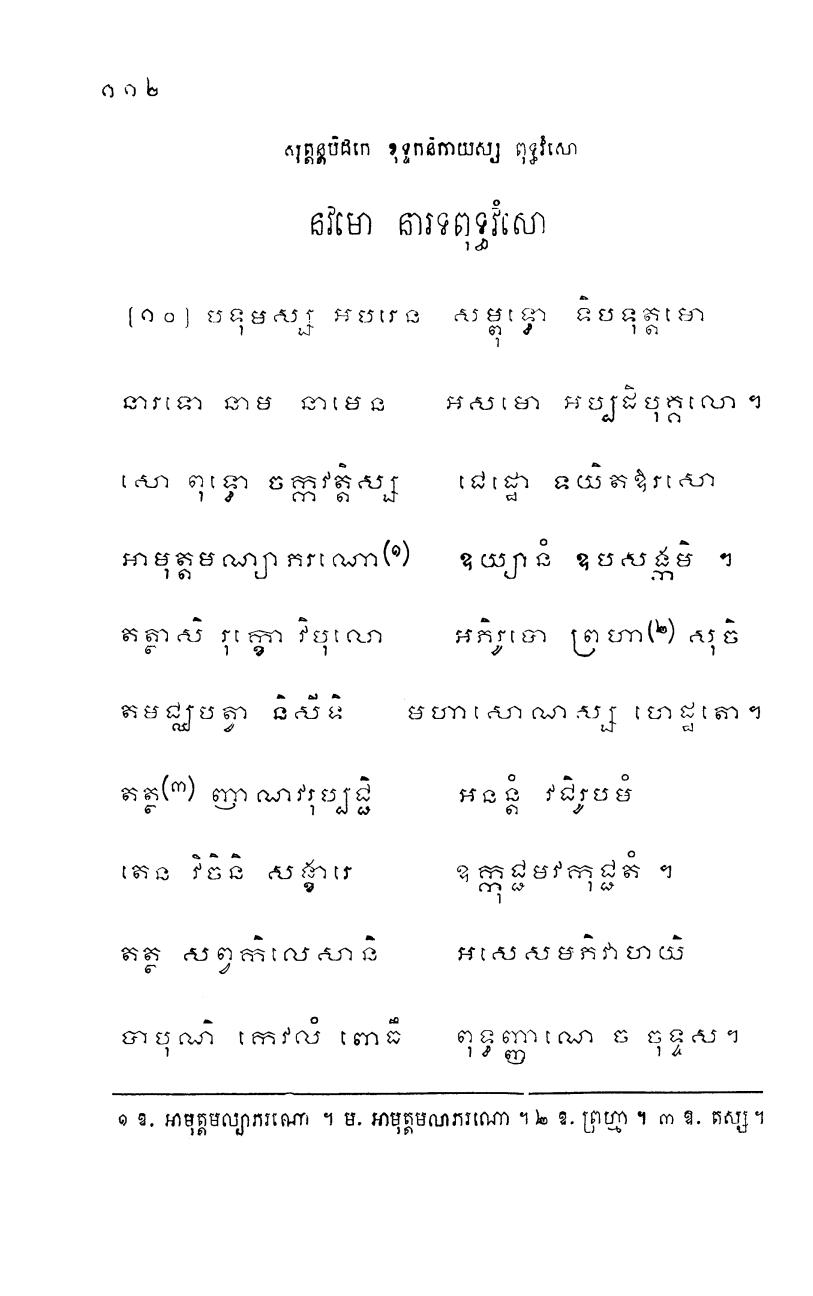 ១១២
សុត្តន្តបិដកេ ខុទ្ទកនិកាយស្ស ពុទ្ធវំសោ
នវមោ នារទពុទ្ធវំសោ
[១០] បទុមស្ស អបរេន សម្ពុទ្ធោ ទិបទុត្តមោ
នារទោ នាម នាមេន អសមោ អប្បដិបុគ្គលោ ។
សោ ពុទ្ធោ ចក្កវត្តិស្ស ជេដ្ឋោ ទយិតឱរសោ
អាមុត្តមណ្យាភរណោ(១) ឧយ្យានំ ឧបសង្កមិ ។
តត្ថាសិ រុក្ខោ វិបុលោ អភិរូទោ ព្រហា(២) សុចិ
តមជ្ឈបត្វា និសីទិ មហាសោណស្ស ហេដ្ឋតោ ។
តត្ថ(៣) ញាណវរុប្បជ្ជិ អនន្តំ វជិរូបមំ
តេន វិចិនិ សង្ខារេ ឧក្កុជ្ជមវកុជ្ជតំ ។
តត្ថ សព្វកិលេសានិ អសេសមភិវាហយិ
បាបុណិ កេវលំ ពោធឹ ពុទ្ធញ្ញាណេ ច ចុទ្ទស ។
១ ឱ. អាមុត្តមល្បាភរណោ ។ ម. អាមុត្តមលាភរណោ ។ ២ ឱ. ព្រហ្មា ។ ៣ ឱ. តស្ស ។